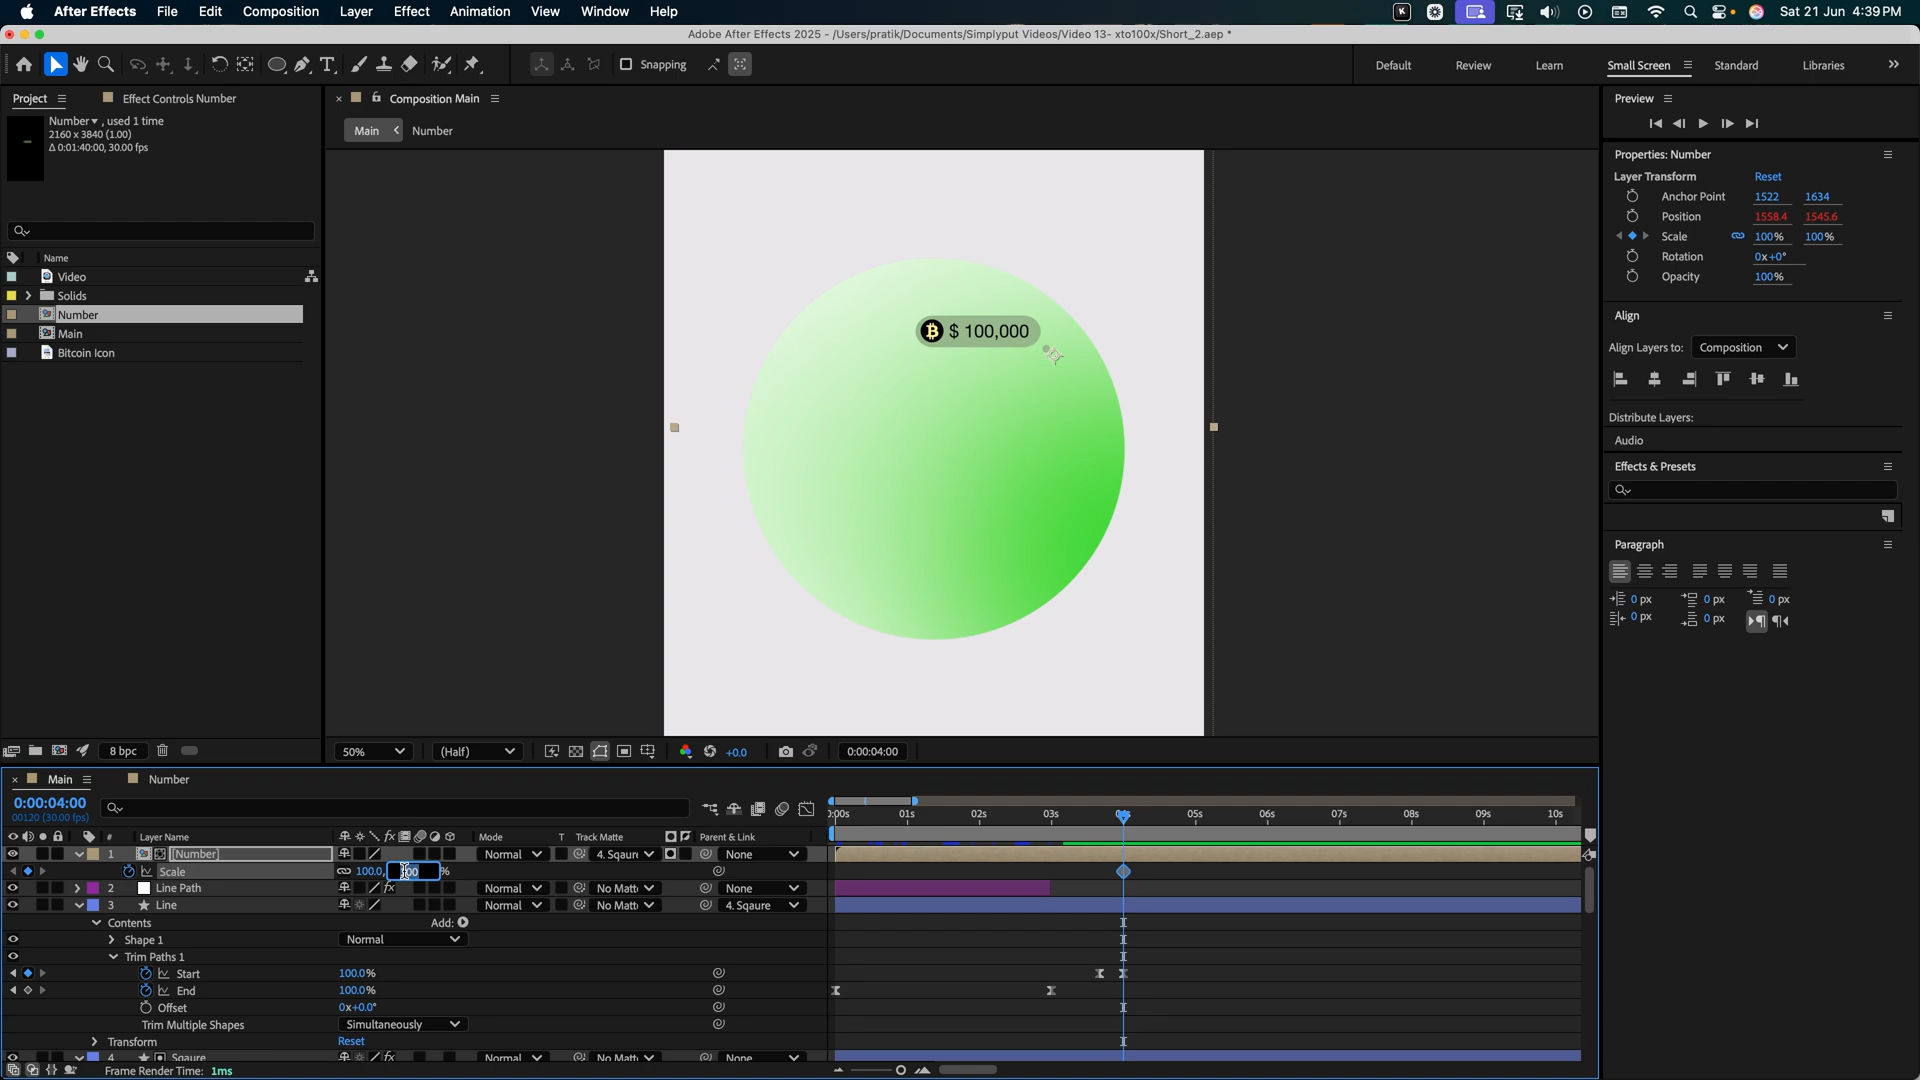 After Effects File Edit Composition Layer Effect Animation View Window Help Sat 21 Jun 4:39 PM
Adobe After Effects 2025 - /Users/pratik/Documents/Simplyput Videos/Video 13- xto100x/Short_2.aep *
Snapping Default Review Learn Small Screen Standard Libraries
Project Effect Controls Number
Composition Main
Preview
Number , used 1 time
2160 x 3840 (1.00)
Δ 0:01:40:00, 30.00 fps
Main Number
Properties: Number
Layer Transform Reset
Anchor Point 1522 1634
Position 1558.4 1545.6
Scale 100% 100%
Rotation 0x+0°
Opacity 100%
Name
Video
Solids
Number
Main
Bitcoin Icon
$ 100,000
Align
Align Layers to: Composition
Distribute Layers:
Audio
Effects & Presets
Paragraph
0 px 0 px 0 px
0 px 0 px
8 bpc
50% (Half) +0.0 0:00:04:00
Main Number
0:00:04:00
00120 (30.00 fps)
:00s 01s 02s 03s 05s 06s 07s 08s 09s 10s
# Layer Name Mode T Track Matte Parent & Link
1 [Number] Normal 4. Sqaure None
Scale 100.0, %
2 Line Path Normal No Matt None
3 Line Normal No Matt 4. Sqaure
Contents Add:
Shape 1 Normal
Trim Paths 1
Start 100.0%
End 100.0%
Offset 0x+0.0°
Trim Multiple Shapes Simultaneously
Transform Reset
4 Sqaure Normal No Matt None
Frame Render Time: 1ms